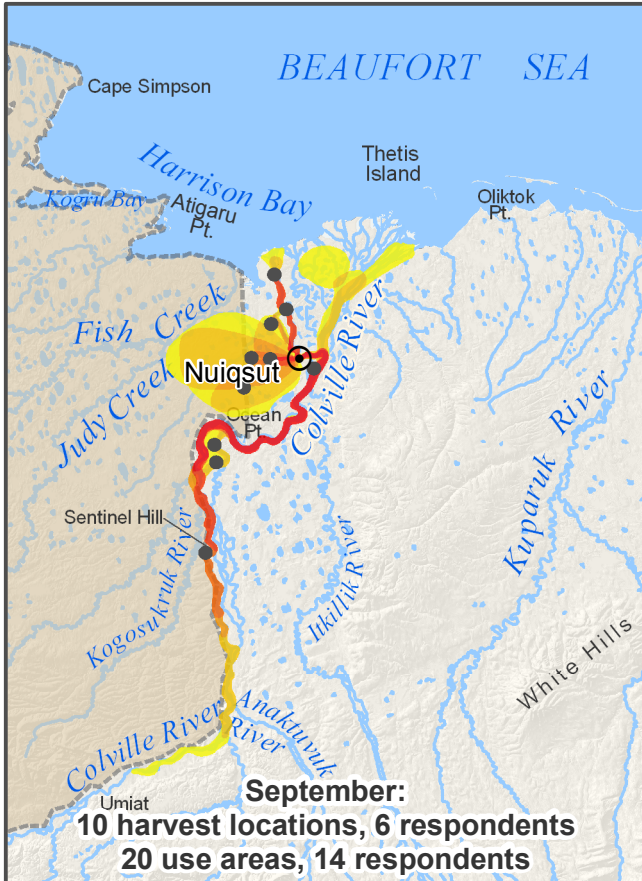 BEAUFORT SEA
Cape Simpson
Harrison Bay
Thetis
Island
Kogru Bay
Atigaru
Pt.
Oliktok
Pt.
Fish Creek
Judy Creek
Nuiqsut
Ocean
Pt.
Colville River
Kuparuk River
Sentinel Hill
Kogosukruk River
Itkillik River
White Hills
Colville River
Anaktuvuk
River
Umiat
September:
10 harvest locations, 6 respondents
20 use areas, 14 respondents